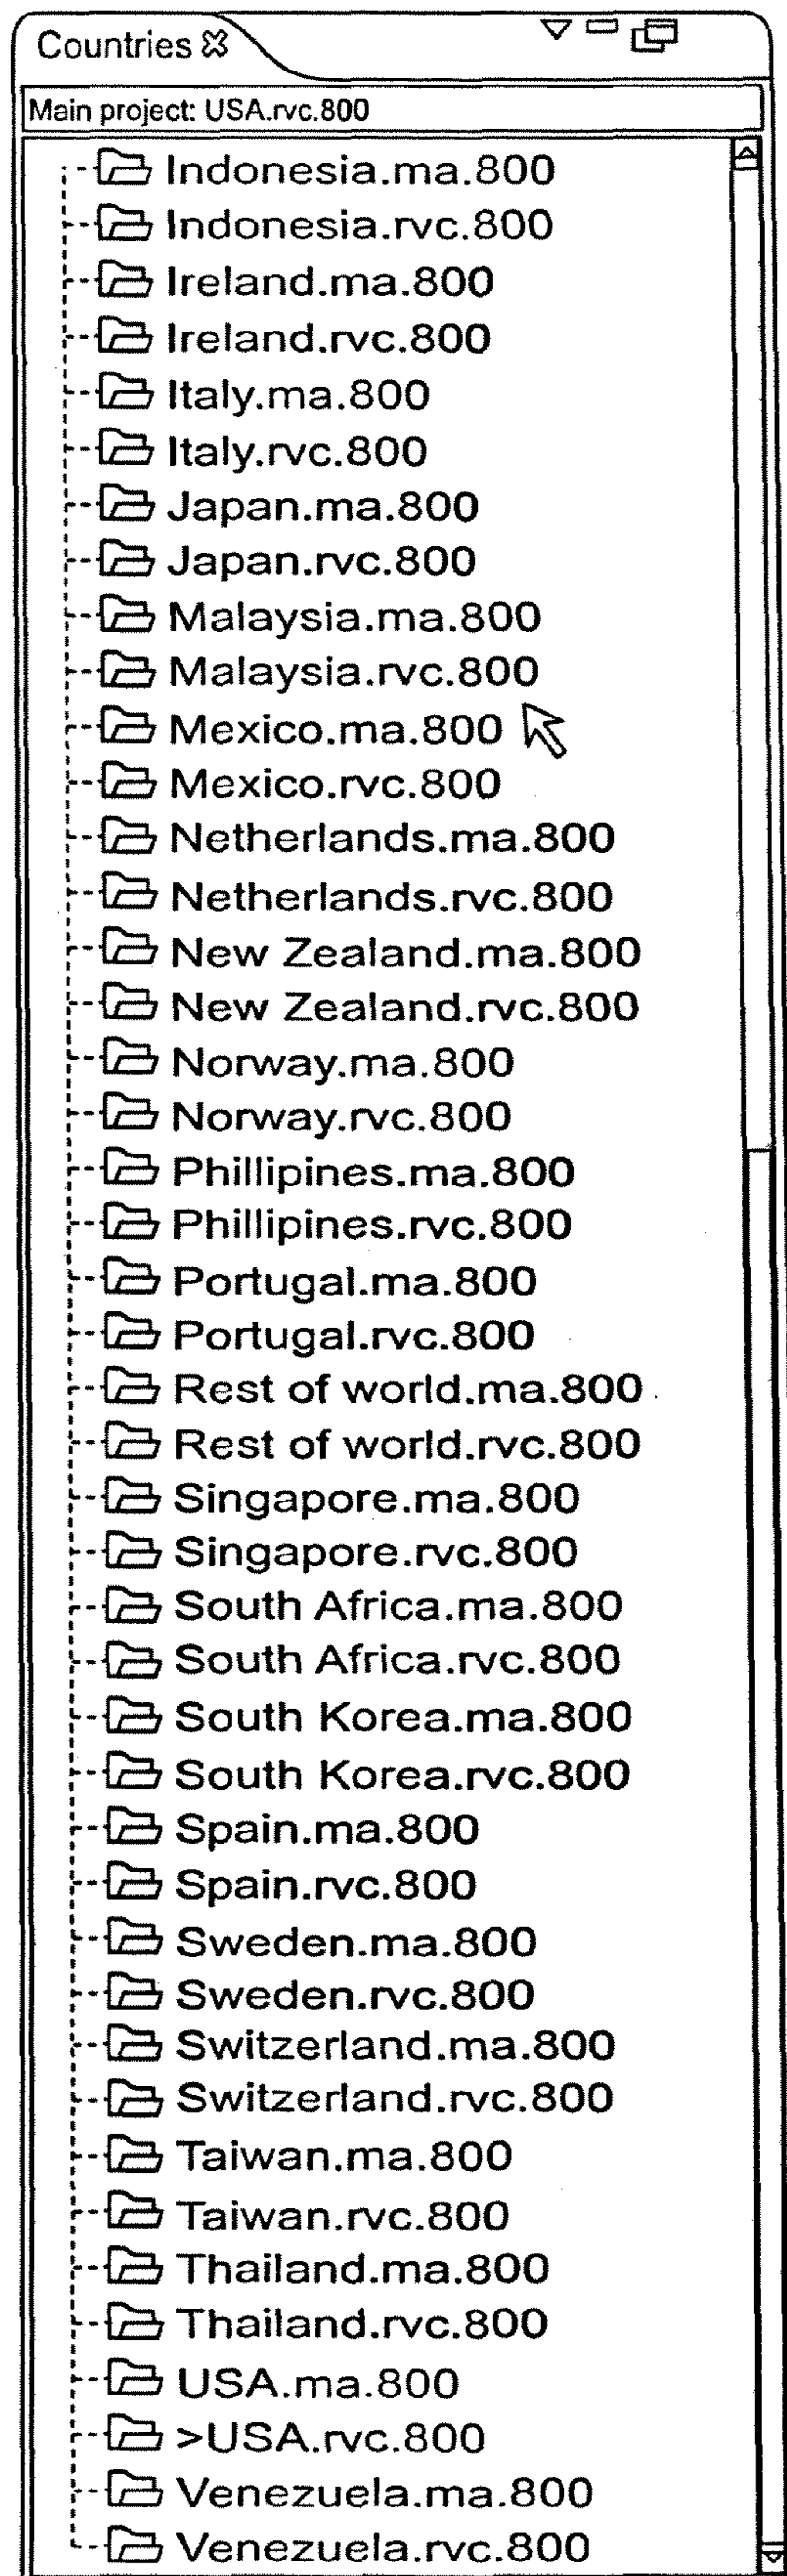 Countries
Main project: USA.rvc.800
Indonesia.ma.800
Indonesia.rvc.800
Ireland.ma.800
Ireland.rvc.800
Italy.ma.800
Italy.rvc.800
Japan.ma.800
Japan.rvc.800
Malaysia.ma.800
Malaysia.rvc.800
Mexico.ma.800
Mexico.rvc.800
Netherlands.ma.800
Netherlands.rvc.800
New Zealand.ma.800
New Zealand.rvc.800
Norway.ma.800
Norway.rvc.800
Phillipines.ma.800
Phillipines.rvc.800
Portugal.ma.800
Portugal.rvc.800
Rest of world.ma.800
Rest of world.rvc.800
Singapore.ma.800
Singapore.rvc.800
South Africa.ma.800
South Africa.rvc.800
South Korea.ma.800
South Korea.rvc.800
Spain.ma.800
Spain.rvc.800
Sweden.ma.800
Sweden.rvc.800
Switzerland.ma.800
Switzerland.rvc.800
Taiwan.ma.800
Taiwan.rvc.800
Thailand.ma.800
Thailand.rvc.800
USA.ma.800
>USA.rvc.800
Venezuela.ma.800
Venezuela.rvc.800